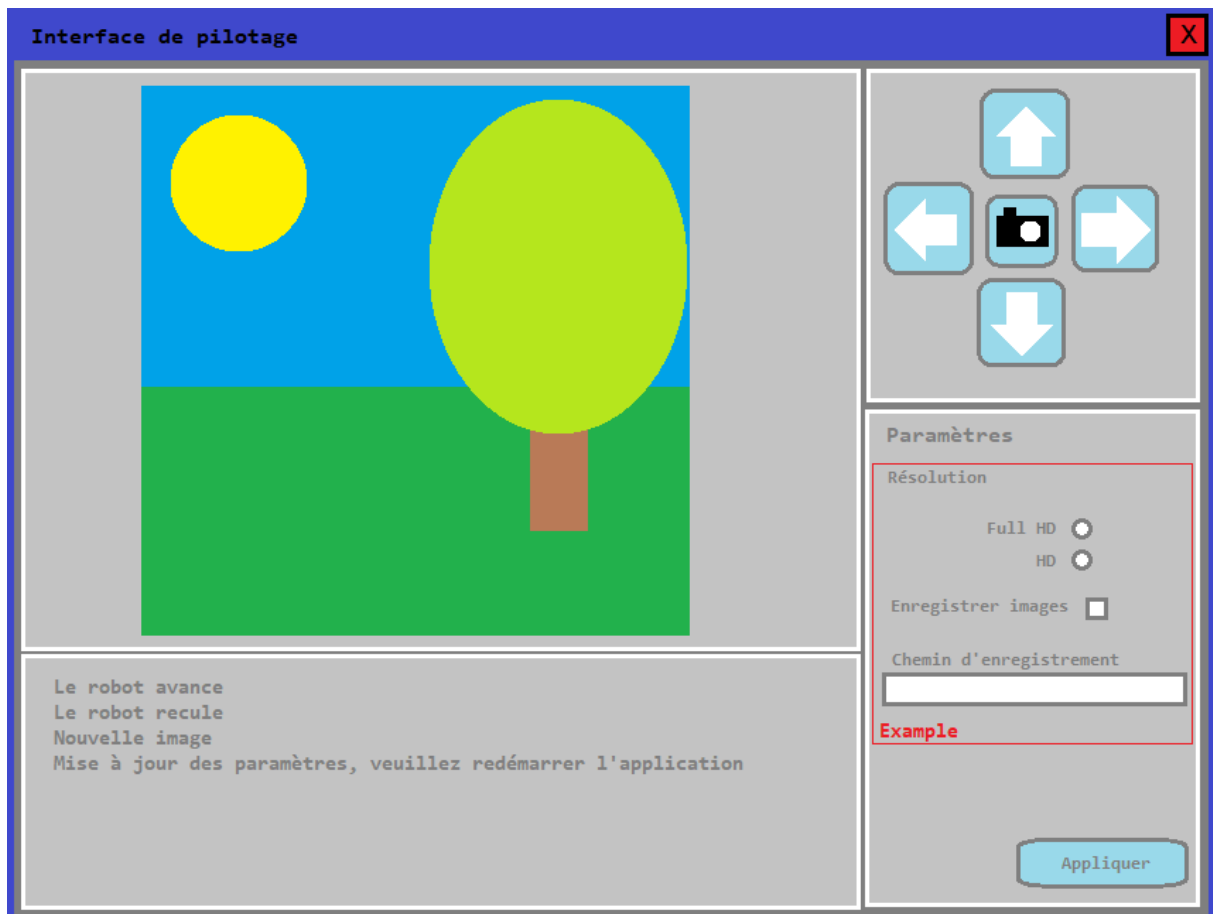 Interface de pilotage
X
Paramètres
Résolution
Full HD
HD
Enregistrer images
Chemin d'enregistrement
Example
Appliquer
Le robot avance
Le robot recule
Nouvelle image
Mise à jour des paramètres, veuillez redémarrer l'application